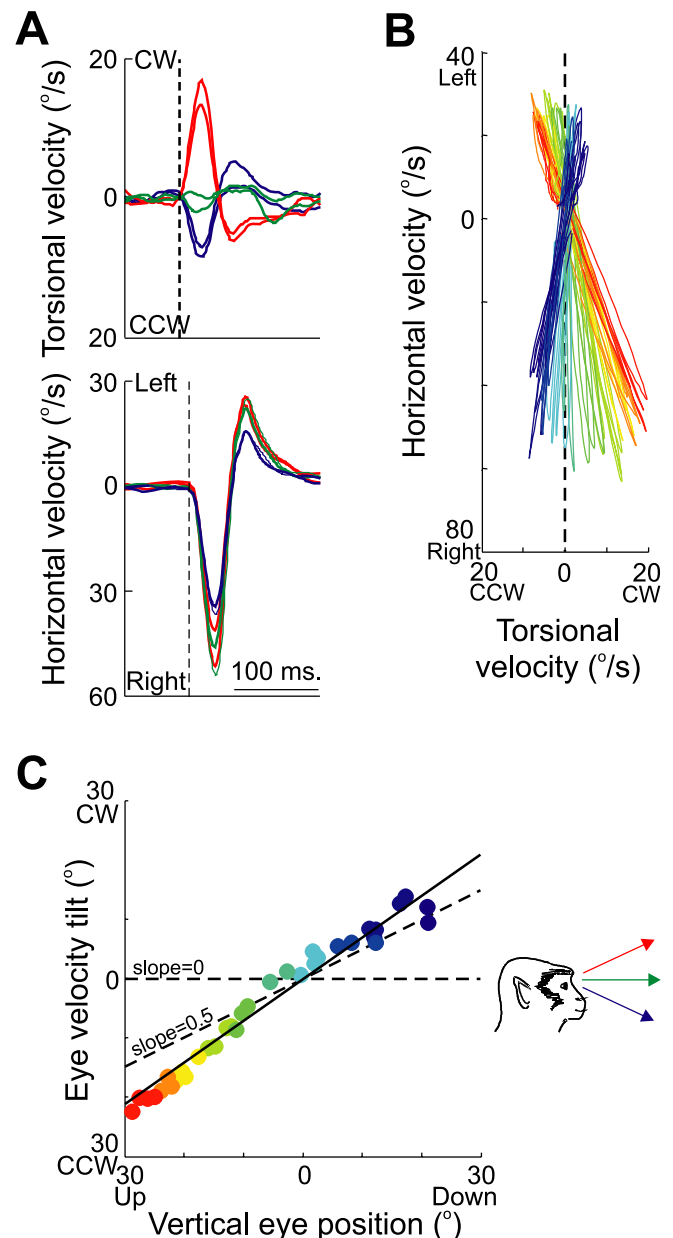 A
Torsional velocity (°/s)
20
CW
0
CCW
20
Horizontal velocity (°/s)
30
Left
0
30
Right
60
100 ms.
B
Horizontal velocity (°/s)
40
Left
0
80
Right
20
0
20
CCW
CW
Torsional
velocity (°/s)
C
Eye velocity tilt (°)
30
CW
slope=0
0
slope=0.5
30
CCW
30
0
30
Up
Down
Vertical eye position (°)